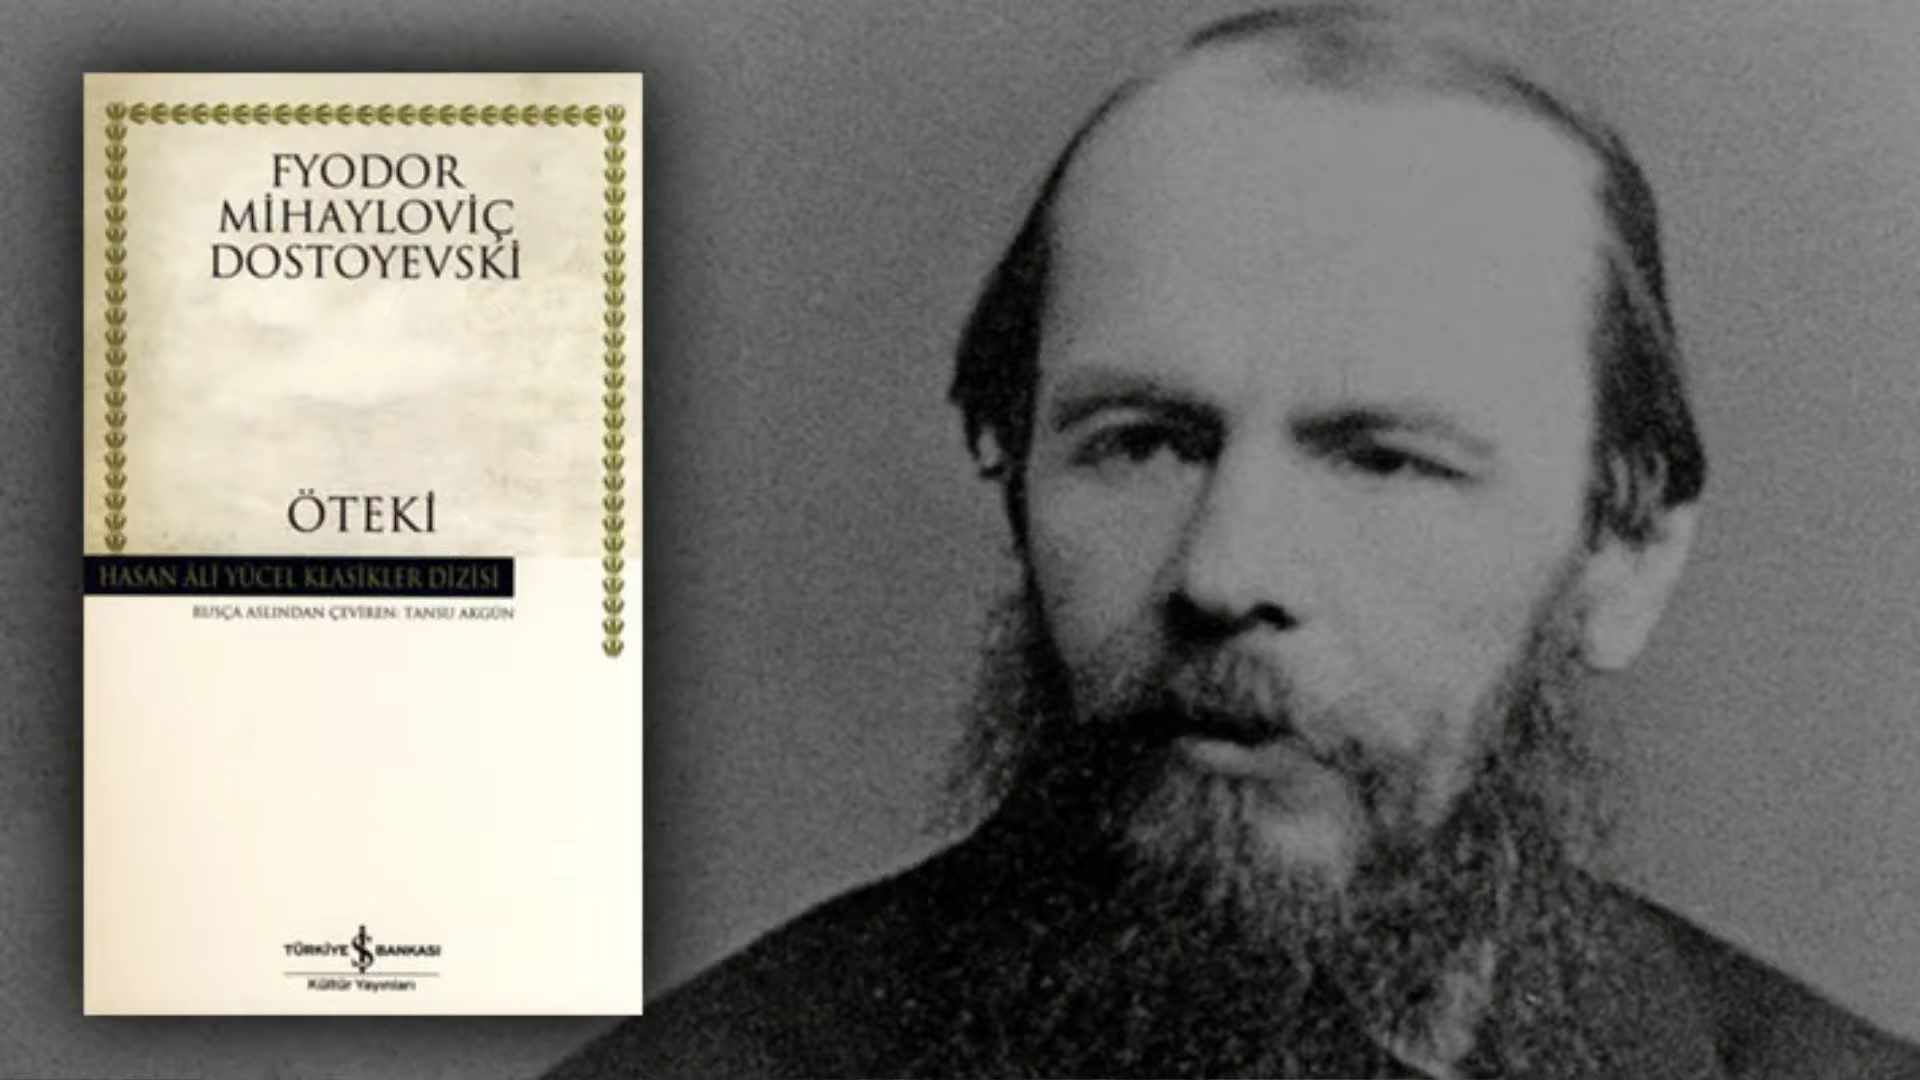 FYODOR
MİHAYLOVİÇ
DOSTOYEVSKİ
ÖTEKİ
HASAN ÂLİ YÜCEL KLASİKLER DİZİSİ
RUSÇA ASLINDAN ÇEVİREN: TANSU AKGÜN
TÜRKİYE İŞ BANKASI
Kültür Yayınları